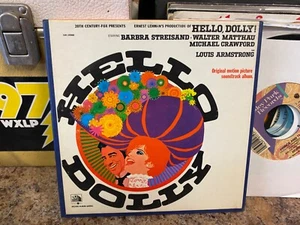 20TH CENTURY-FOX PRESENTS ERNEST LEHMAN'S PRODUCTION OF HELLO, DOLLY!
BARBRA STREISAND · WALTER MATTHAU
MICHAEL CRAWFORD
LOUIS ARMSTRONG
Original motion picture
soundtrack album
HELLO
DOLLY
97
WXLP